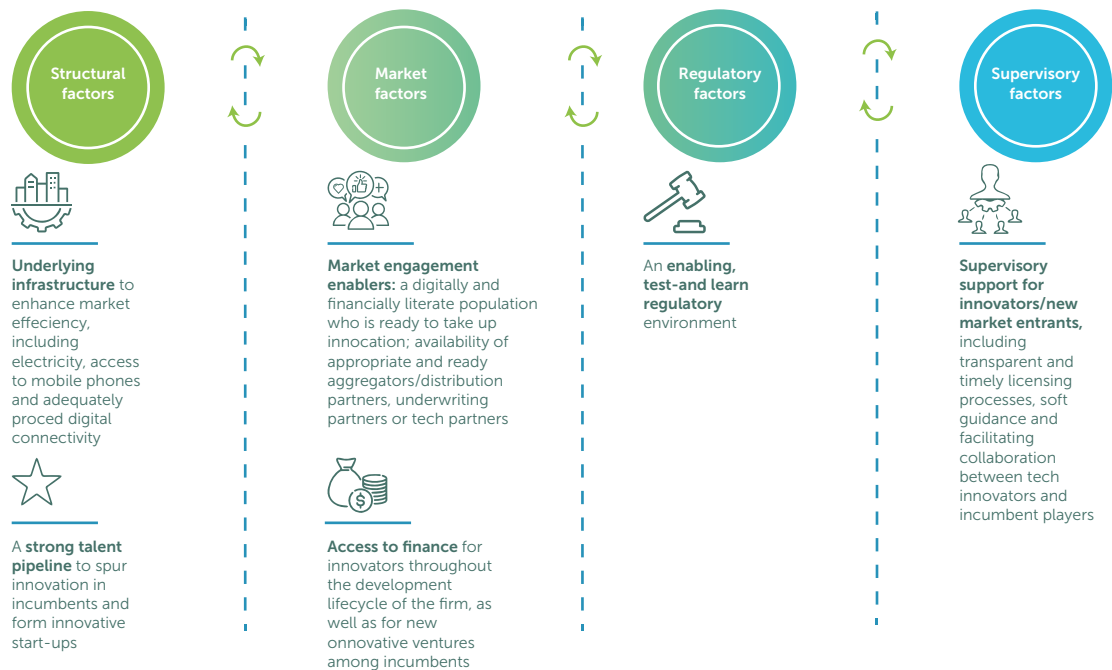 Structural
factors
Market
factors
Regulatory
factors
Supervisory
factors
Underlying
infrastructure to
enhance market
effeciency,
including
electricity, access
to mobile phones
and adequately
proced digital
connectivity
A strong talent
pipeline to spur
innovation in
incumbents and
form innovative
start-ups
Market engagement
enablers: a digitally and
financially literate population
who is ready to take up
innocation; availability of
appropriate and ready
aggregators/distribution
partners, underwriting
partners or tech partners
$
Access to finance for
innovators throughout
the development
lifecycle of the firm, as
well as for new
onnovative ventures
among incumbents
An enabling,
test-and learn
regulatory
environment
Supervisory
support for
innovators/new
market entrants,
including
transparent and
timely licensing
processes, soft
guidance and
facilitating
collaboration
between tech
innovators and
incumbent players